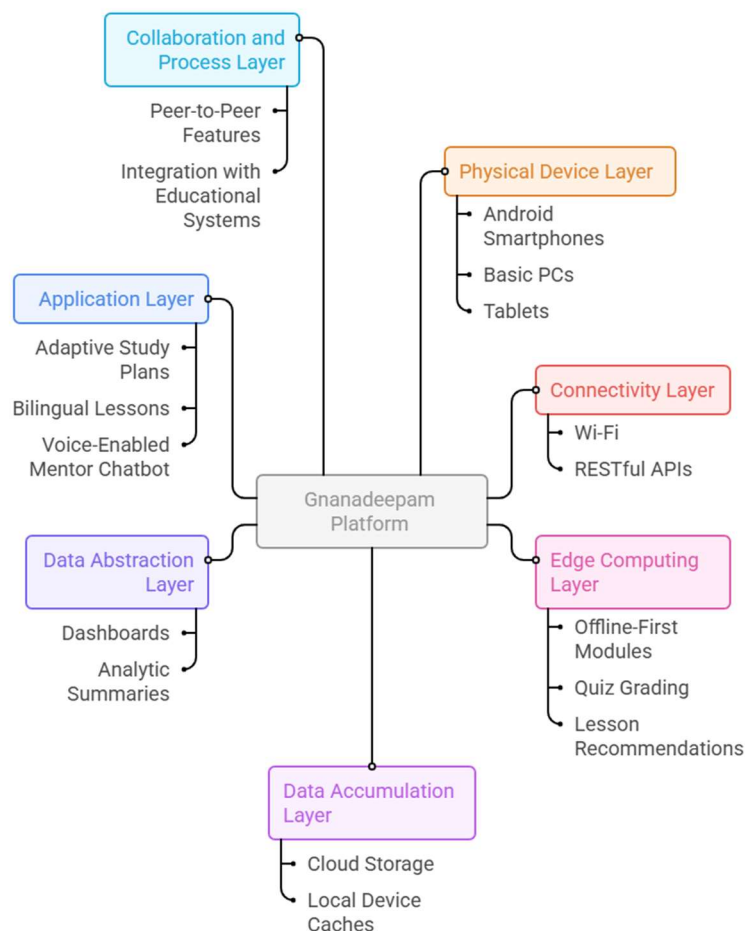 Collaboration and
Process Layer
Peer-to-Peer
Features
Integration with
Educational
Systems
Physical Device Layer
Android
Smartphones
Basic PCs
Tablets
Application Layer
Adaptive Study
Plans
Bilingual Lessons
Voice-Enabled
Mentor Chatbot
Connectivity Layer
Wi-Fi
RESTful APIs
Gnanadeepam
Platform
Data Abstraction
Layer
Dashboards
Analytic
Summaries
Edge Computing
Layer
Offline-First
Modules
Quiz Grading
Lesson
Recommendations
Data Accumulation
Layer
Cloud Storage
Local Device
Caches